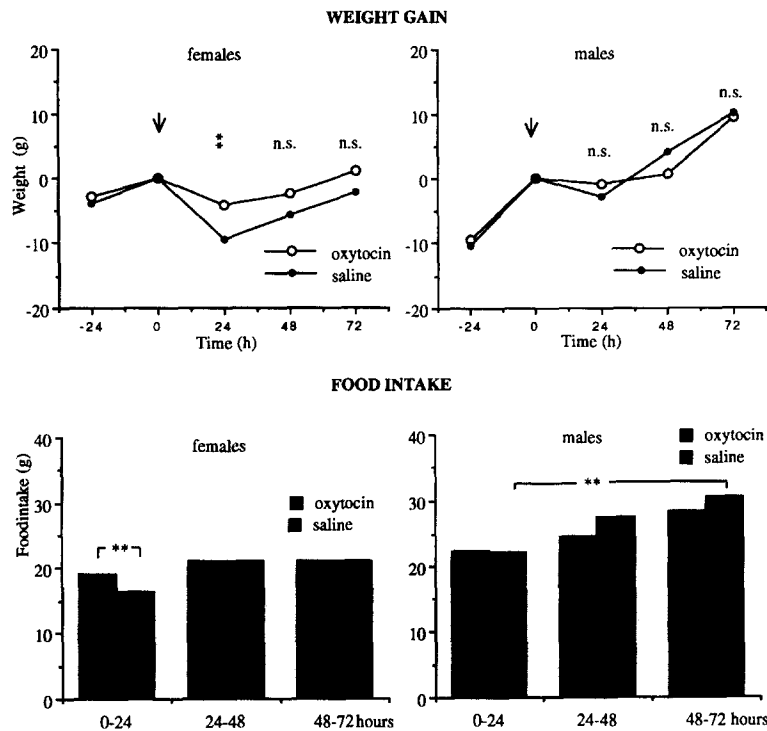 WEIGHT GAIN
females
20
10
0
-10
-20
Weight (g)
**
n.s.
n.s.
oxytocin
saline
-24
0
24
48
72
Time (h)
males
20
10
0
-10
-20
n.s.
n.s.
n.s.
oxytocin
saline
-24
0
24
48
72
Time (h)
FOOD INTAKE
females
40
30
20
10
0
Foodintake (g)
oxytocin
saline
**
0-24
24-48
48-72 hours
males
40
30
20
10
0
oxytocin
saline
**
0-24
24-48
48-72 hours